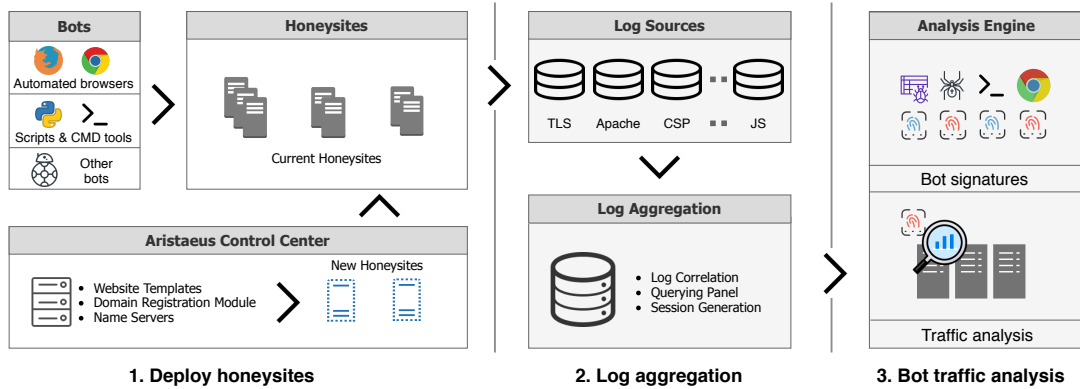 Bots
Automated browsers
Scripts & CMD tools
Other
bots
Honeysites
Current Honeysites
Aristaeus Control Center
• Website Templates
• Domain Registration Module
• Name Servers
New Honeysites
1. Deploy honeysites
Log Sources
TLS Apache CSP JS
Log Aggregation
• Log Correlation
• Querying Panel
• Session Generation
2. Log aggregation
Analysis Engine
Bot signatures
Traffic analysis
3. Bot traffic analysis